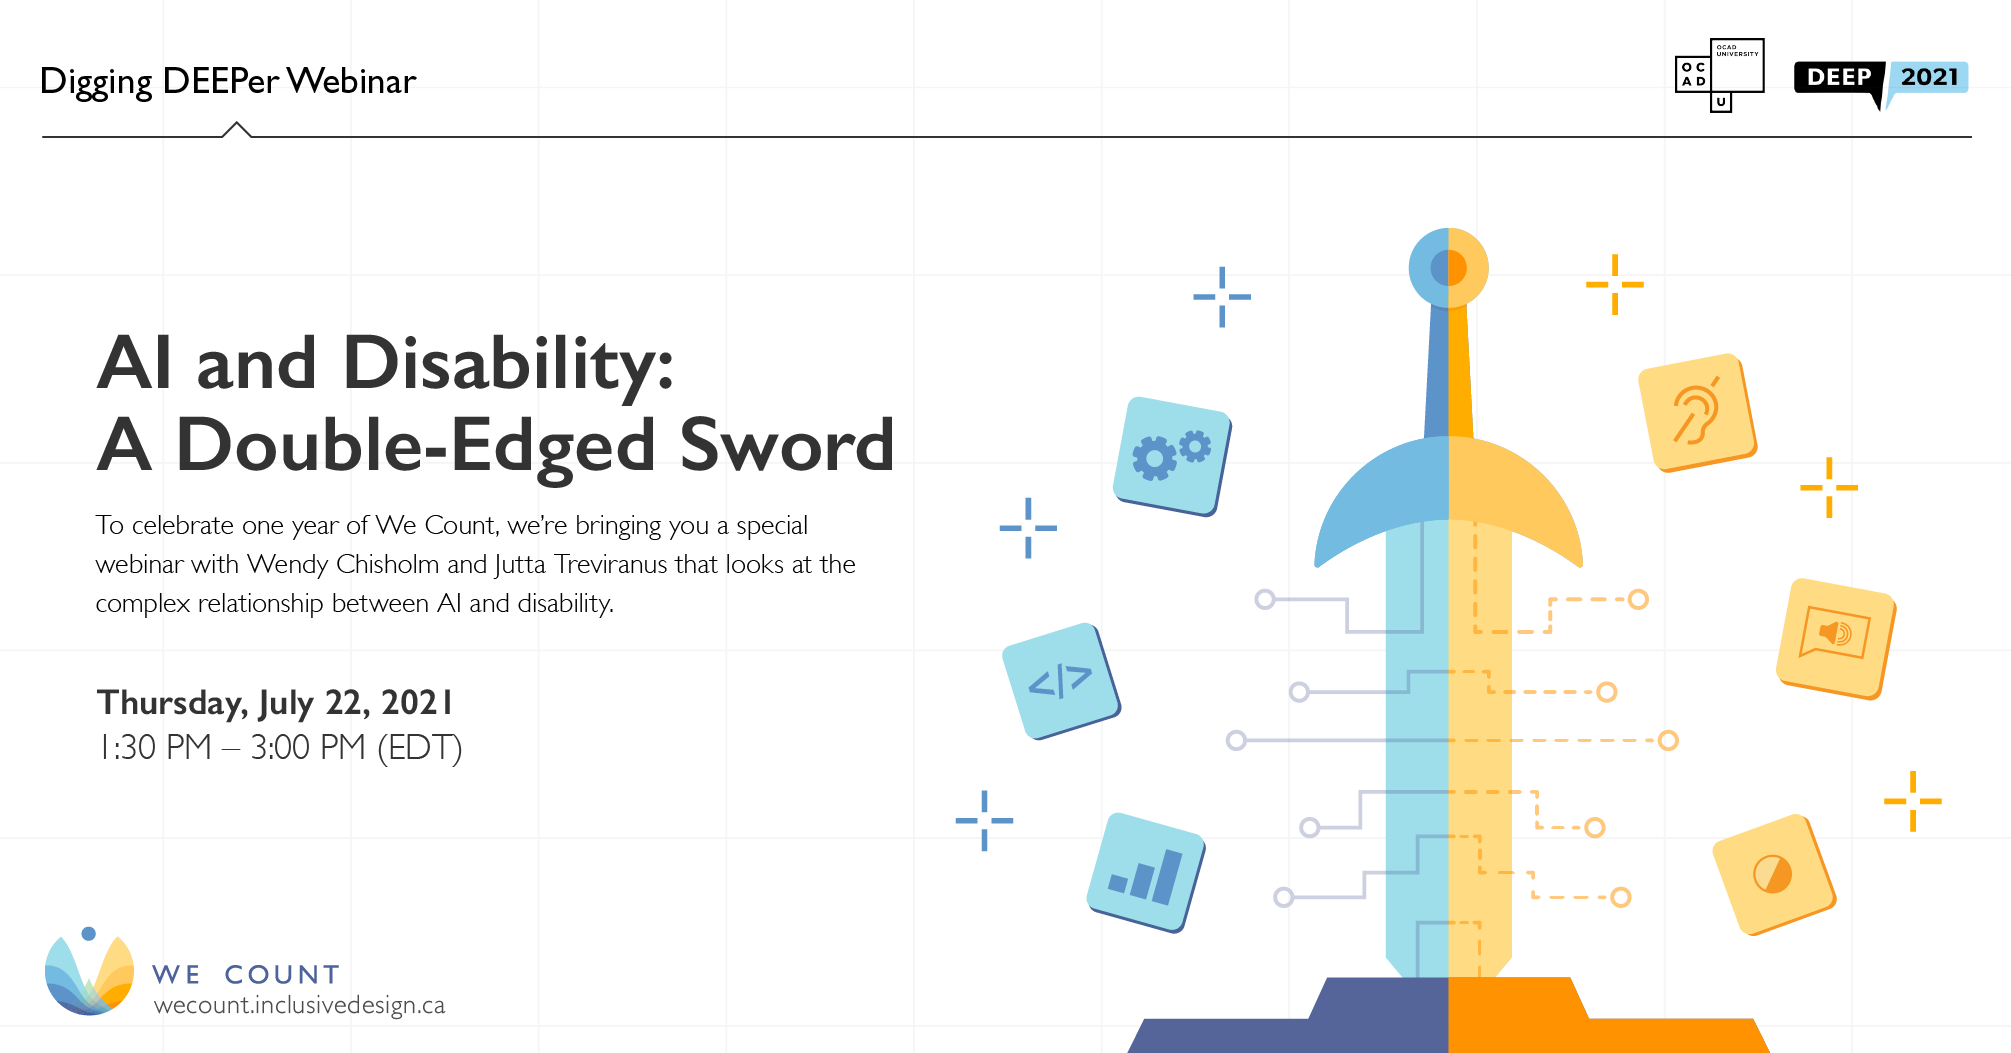 Digging DEEPer Webinar
OCAD
UNIVERSITY
OC
AD
U
DEEP 2021
AI and Disability:
A Double-Edged Sword
To celebrate one year of We Count, we’re bringing you a special
webinar with Wendy Chisholm and Jutta Treviranus that looks at the
complex relationship between AI and disability.
Thursday, July 22, 2021
1:30 PM – 3:00 PM (EDT)
</>
WE COUNT
wecount.inclusivedesign.ca